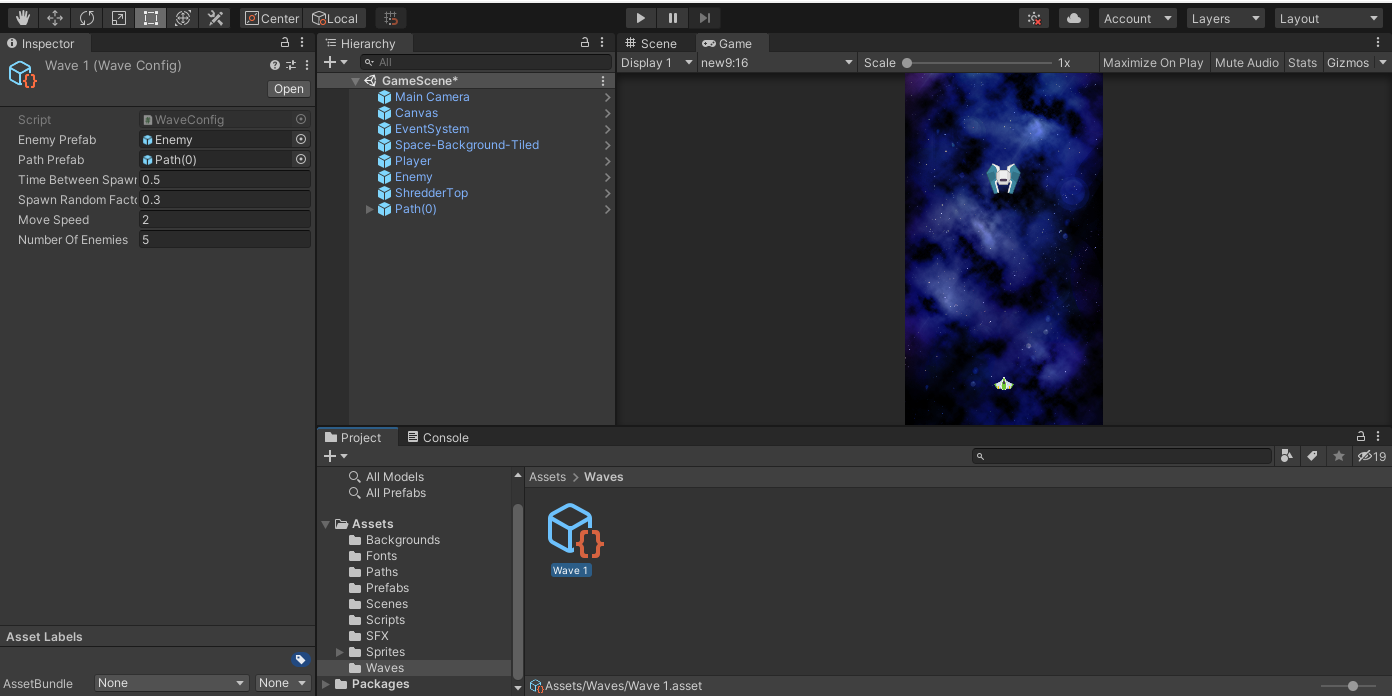 Center Local Account Layers Layout
Inspector
Wave 1 (Wave Config)
Open
Script WaveConfig
Enemy Prefab Enemy
Path Prefab Path(0)
Time Between Spawr 0.5
Spawn Random Facto 0.3
Move Speed 2
Number Of Enemies 5
Asset Labels
AssetBundle None None
Hierarchy
All
GameScene*
Main Camera
Canvas
EventSystem
Space-Background-Tiled
Player
Enemy
ShredderTop
Path(0)
Scene Game
Display 1 new9:16 Scale 1x Maximize On Play Mute Audio Stats Gizmos
Project Console
19
All Models
All Prefabs
Assets
Backgrounds
Fonts
Paths
Prefabs
Scenes
Scripts
SFX
Sprites
Waves
Packages
Assets > Waves
Wave 1
Assets/Waves/Wave 1.asset